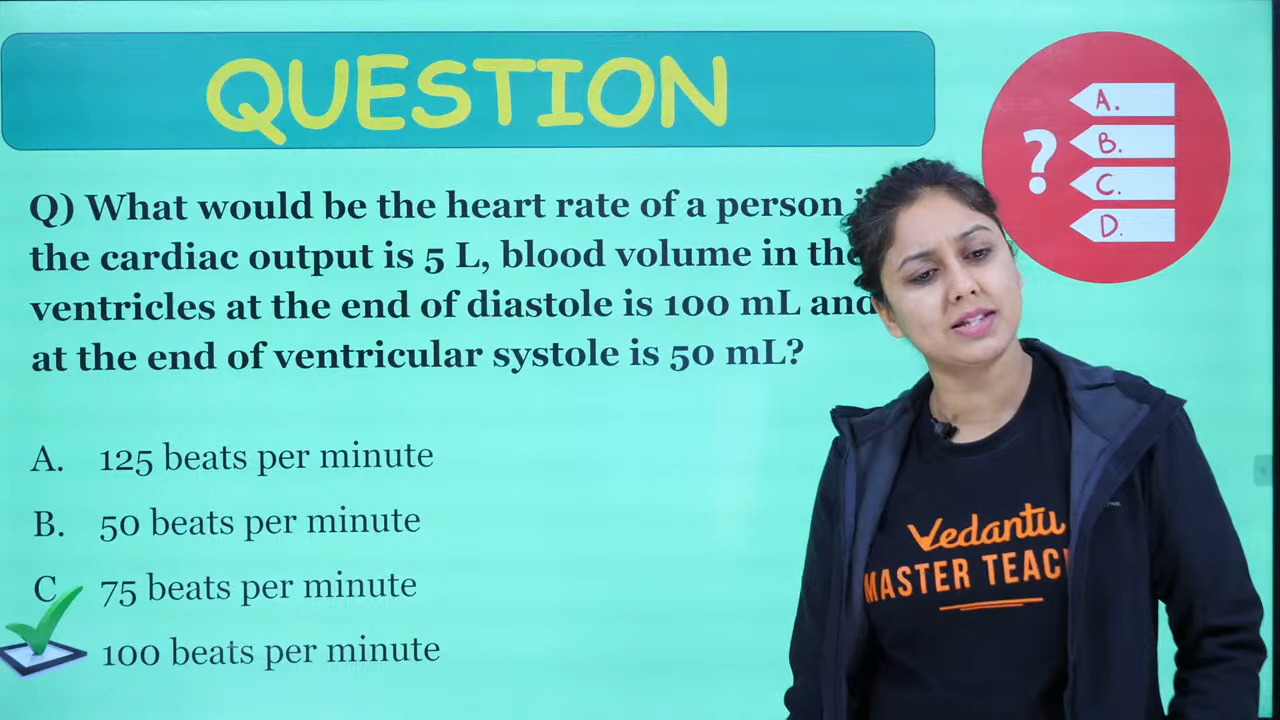 QUESTION
A.
B.
?
C.
D.
Q) What would be the heart rate of a person
the cardiac output is 5 L, blood volume in the
ventricles at the end of diastole is 100 mL and
at the end of ventricular systole is 50 mL?
A. 125 beats per minute
B. 50 beats per minute
C 75 beats per minute
100 beats per minute
Vedantu
MASTER